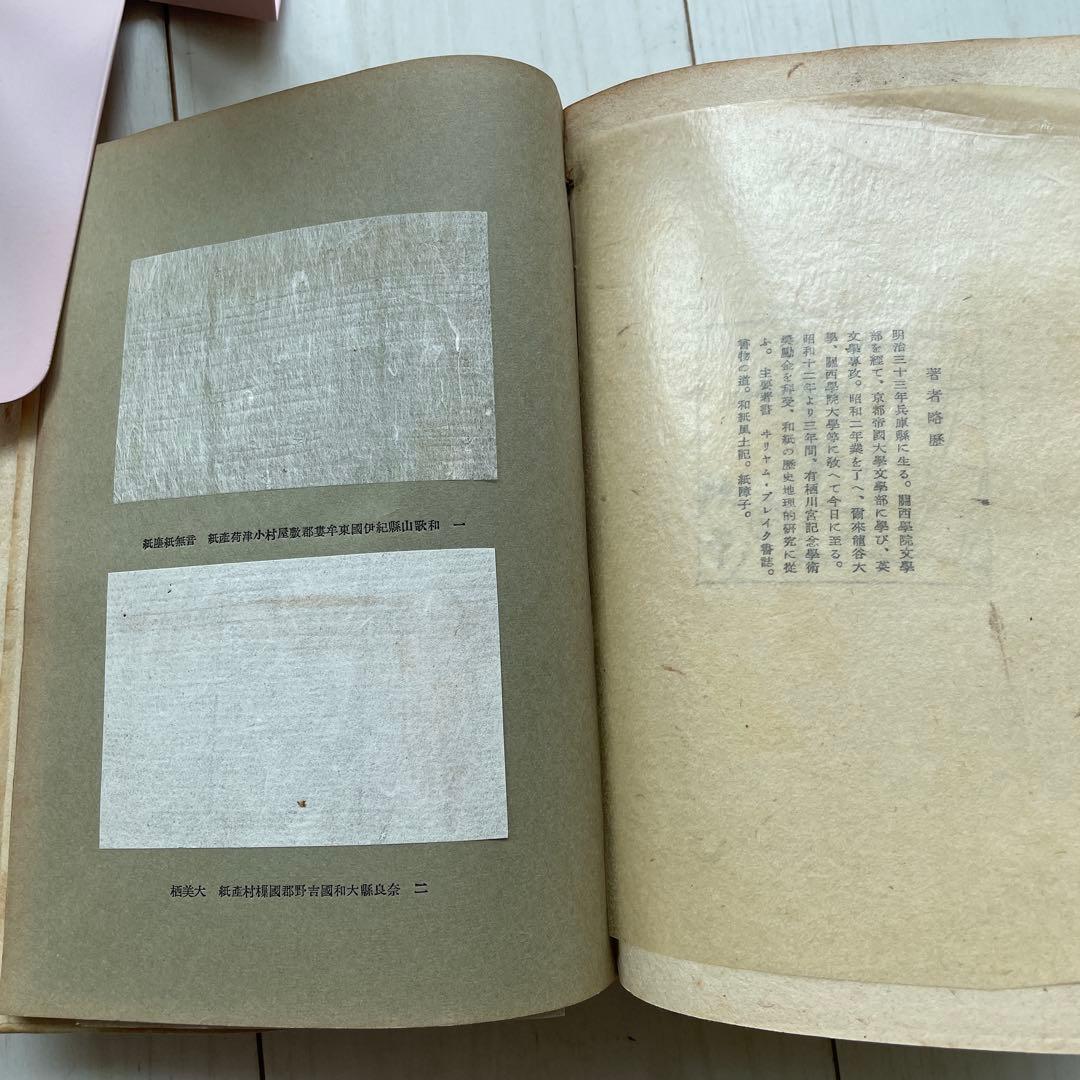 著者略歷
明治三十三年兵庫縣に生る。關西學院文學
部を經て、京都帝國大學文學部に學び、英
文學專攻。昭和二年業を了へ、爾來龍谷大
學、關西學院大學等に敎へて今日に至る。
昭和十二年より三年間、有栖川宮記念學術
奬勵金を拜受、和紙の歷史地理的硏究に從
ふ。主要著書 ヰリヤム・ブレイク書誌。
書物の道。和紙風土記。紙障子。
一 和歌山縣紀伊國東牟婁郡敷屋村小津荷產紙 音無紙塵紙
二 奈良縣大和國吉野郡國樔村產紙 大美栖